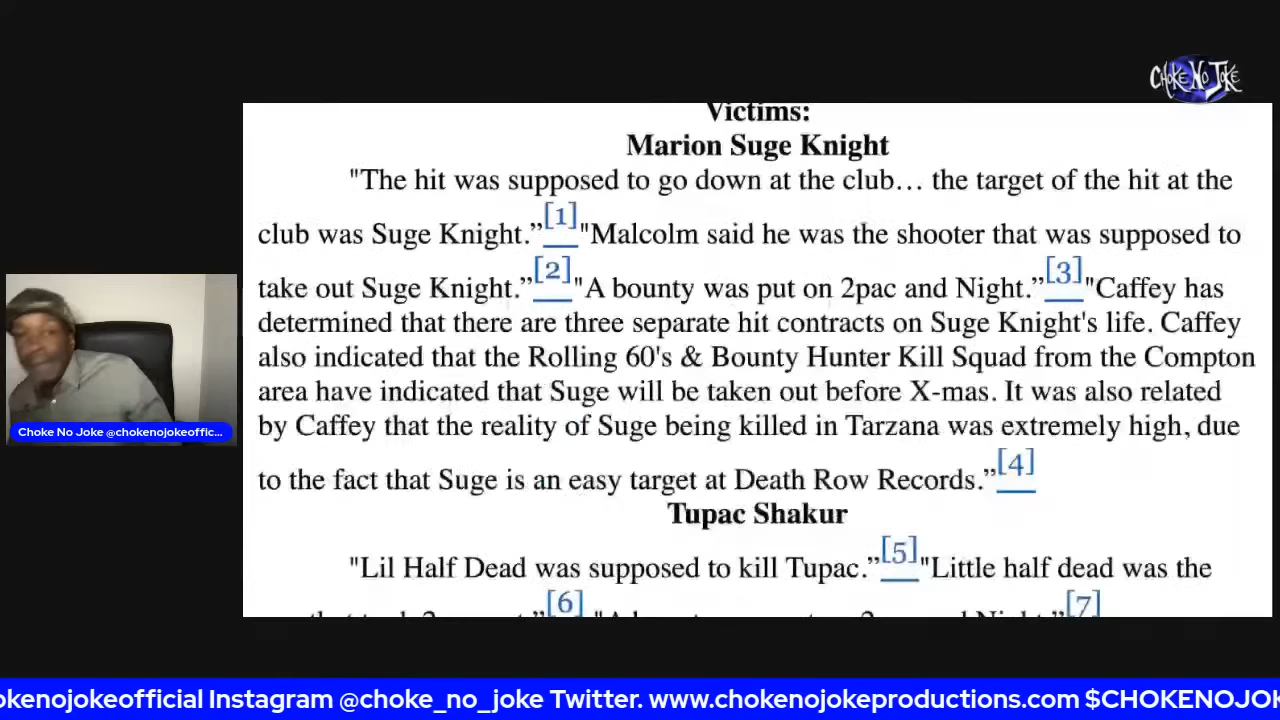 CHOKE NO JOKE
Victims:
Marion Suge Knight
"The hit was supposed to go down at the club… the target of the hit at the
club was Suge Knight.”[1]"Malcolm said he was the shooter that was supposed to
take out Suge Knight.”[2]"A bounty was put on 2pac and Night.”[3]"Caffey has
determined that there are three separate hit contracts on Suge Knight's life. Caffey
also indicated that the Rolling 60's & Bounty Hunter Kill Squad from the Compton
area have indicated that Suge will be taken out before X-mas. It was also related
by Caffey that the reality of Suge being killed in Tarzana was extremely high, due
to the fact that Suge is an easy target at Death Row Records.”[4]
Tupac Shakur
"Lil Half Dead was supposed to kill Tupac.”[5]"Little half dead was the
[6] [7]
Choke No Joke @chokenojokeoffic...
okenojokeofficial Instagram @choke_no_joke Twitter. www.chokenojokeproductions.com $CHOKENOJOK